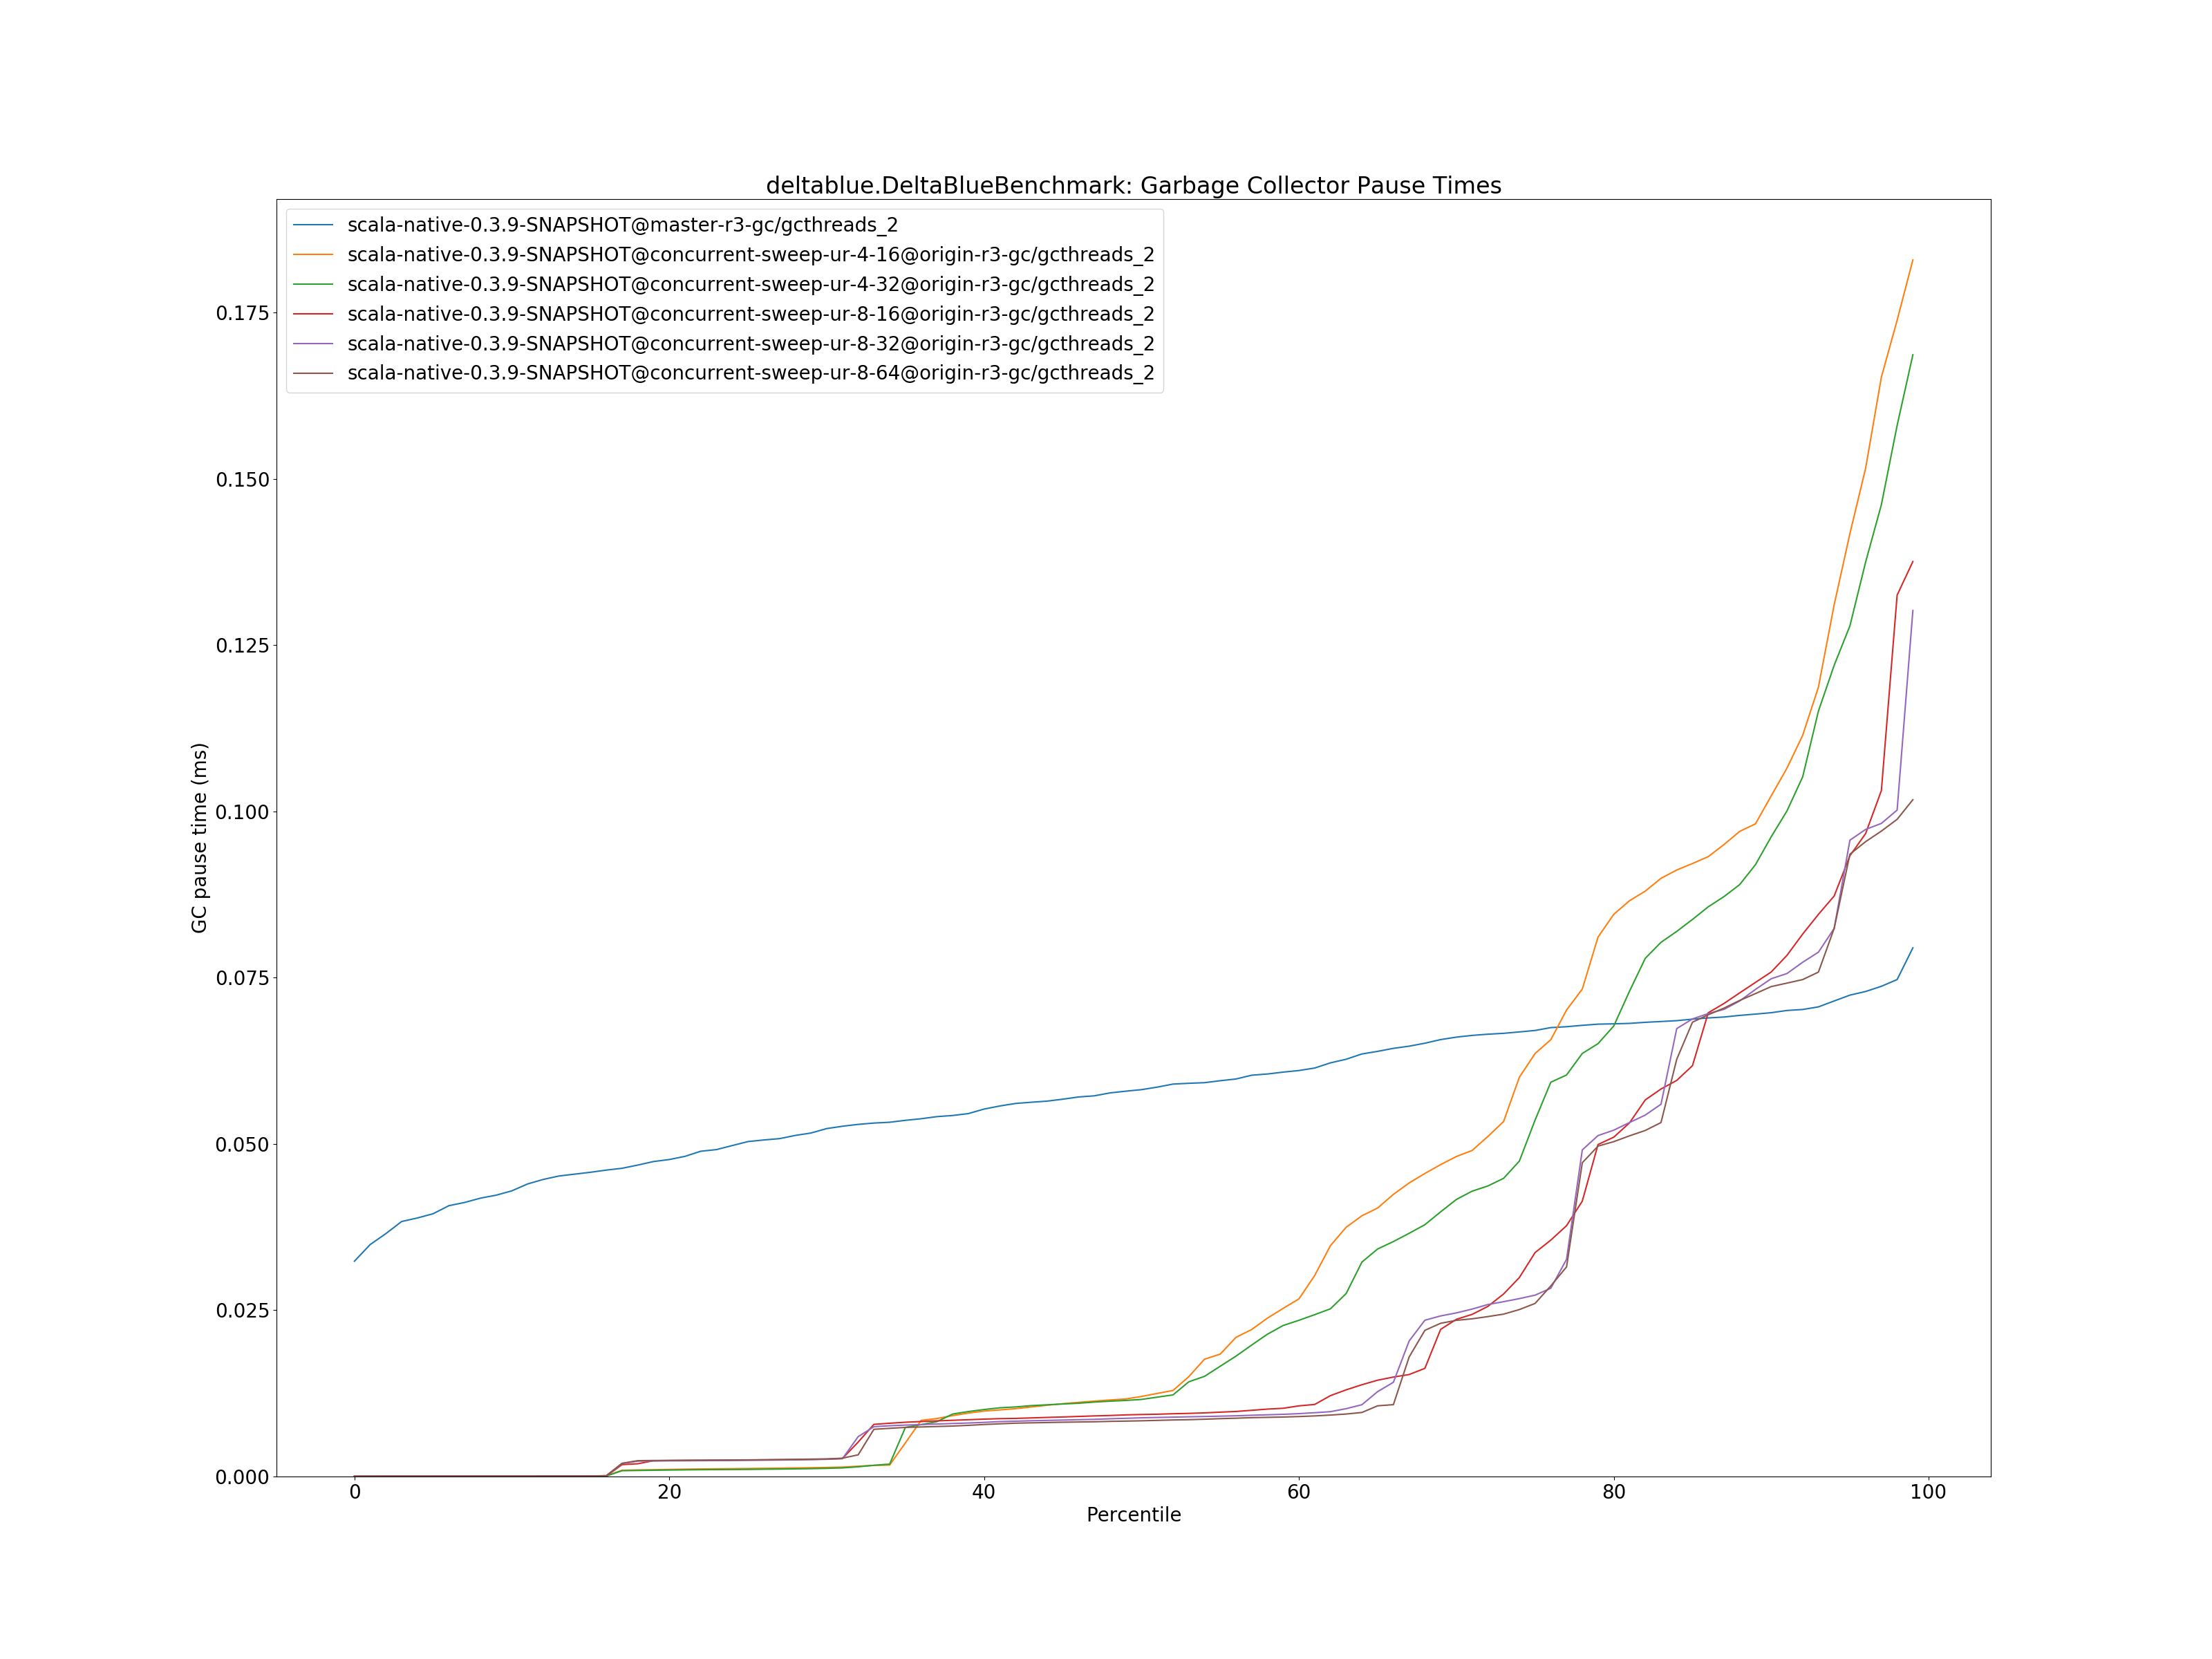 deltablue.DeltaBlueBenchmark: Garbage Collector Pause Times
scala-native-0.3.9-SNAPSHOT@master-r3-gc/gcthreads_2
scala-native-0.3.9-SNAPSHOT@concurrent-sweep-ur-4-16@origin-r3-gc/gcthreads_2
scala-native-0.3.9-SNAPSHOT@concurrent-sweep-ur-4-32@origin-r3-gc/gcthreads_2
scala-native-0.3.9-SNAPSHOT@concurrent-sweep-ur-8-16@origin-r3-gc/gcthreads_2
scala-native-0.3.9-SNAPSHOT@concurrent-sweep-ur-8-32@origin-r3-gc/gcthreads_2
scala-native-0.3.9-SNAPSHOT@concurrent-sweep-ur-8-64@origin-r3-gc/gcthreads_2
GC pause time (ms)
0.175
0.150
0.125
0.100
0.075
0.050
0.025
0.000
0 20 40 60 80 100
Percentile